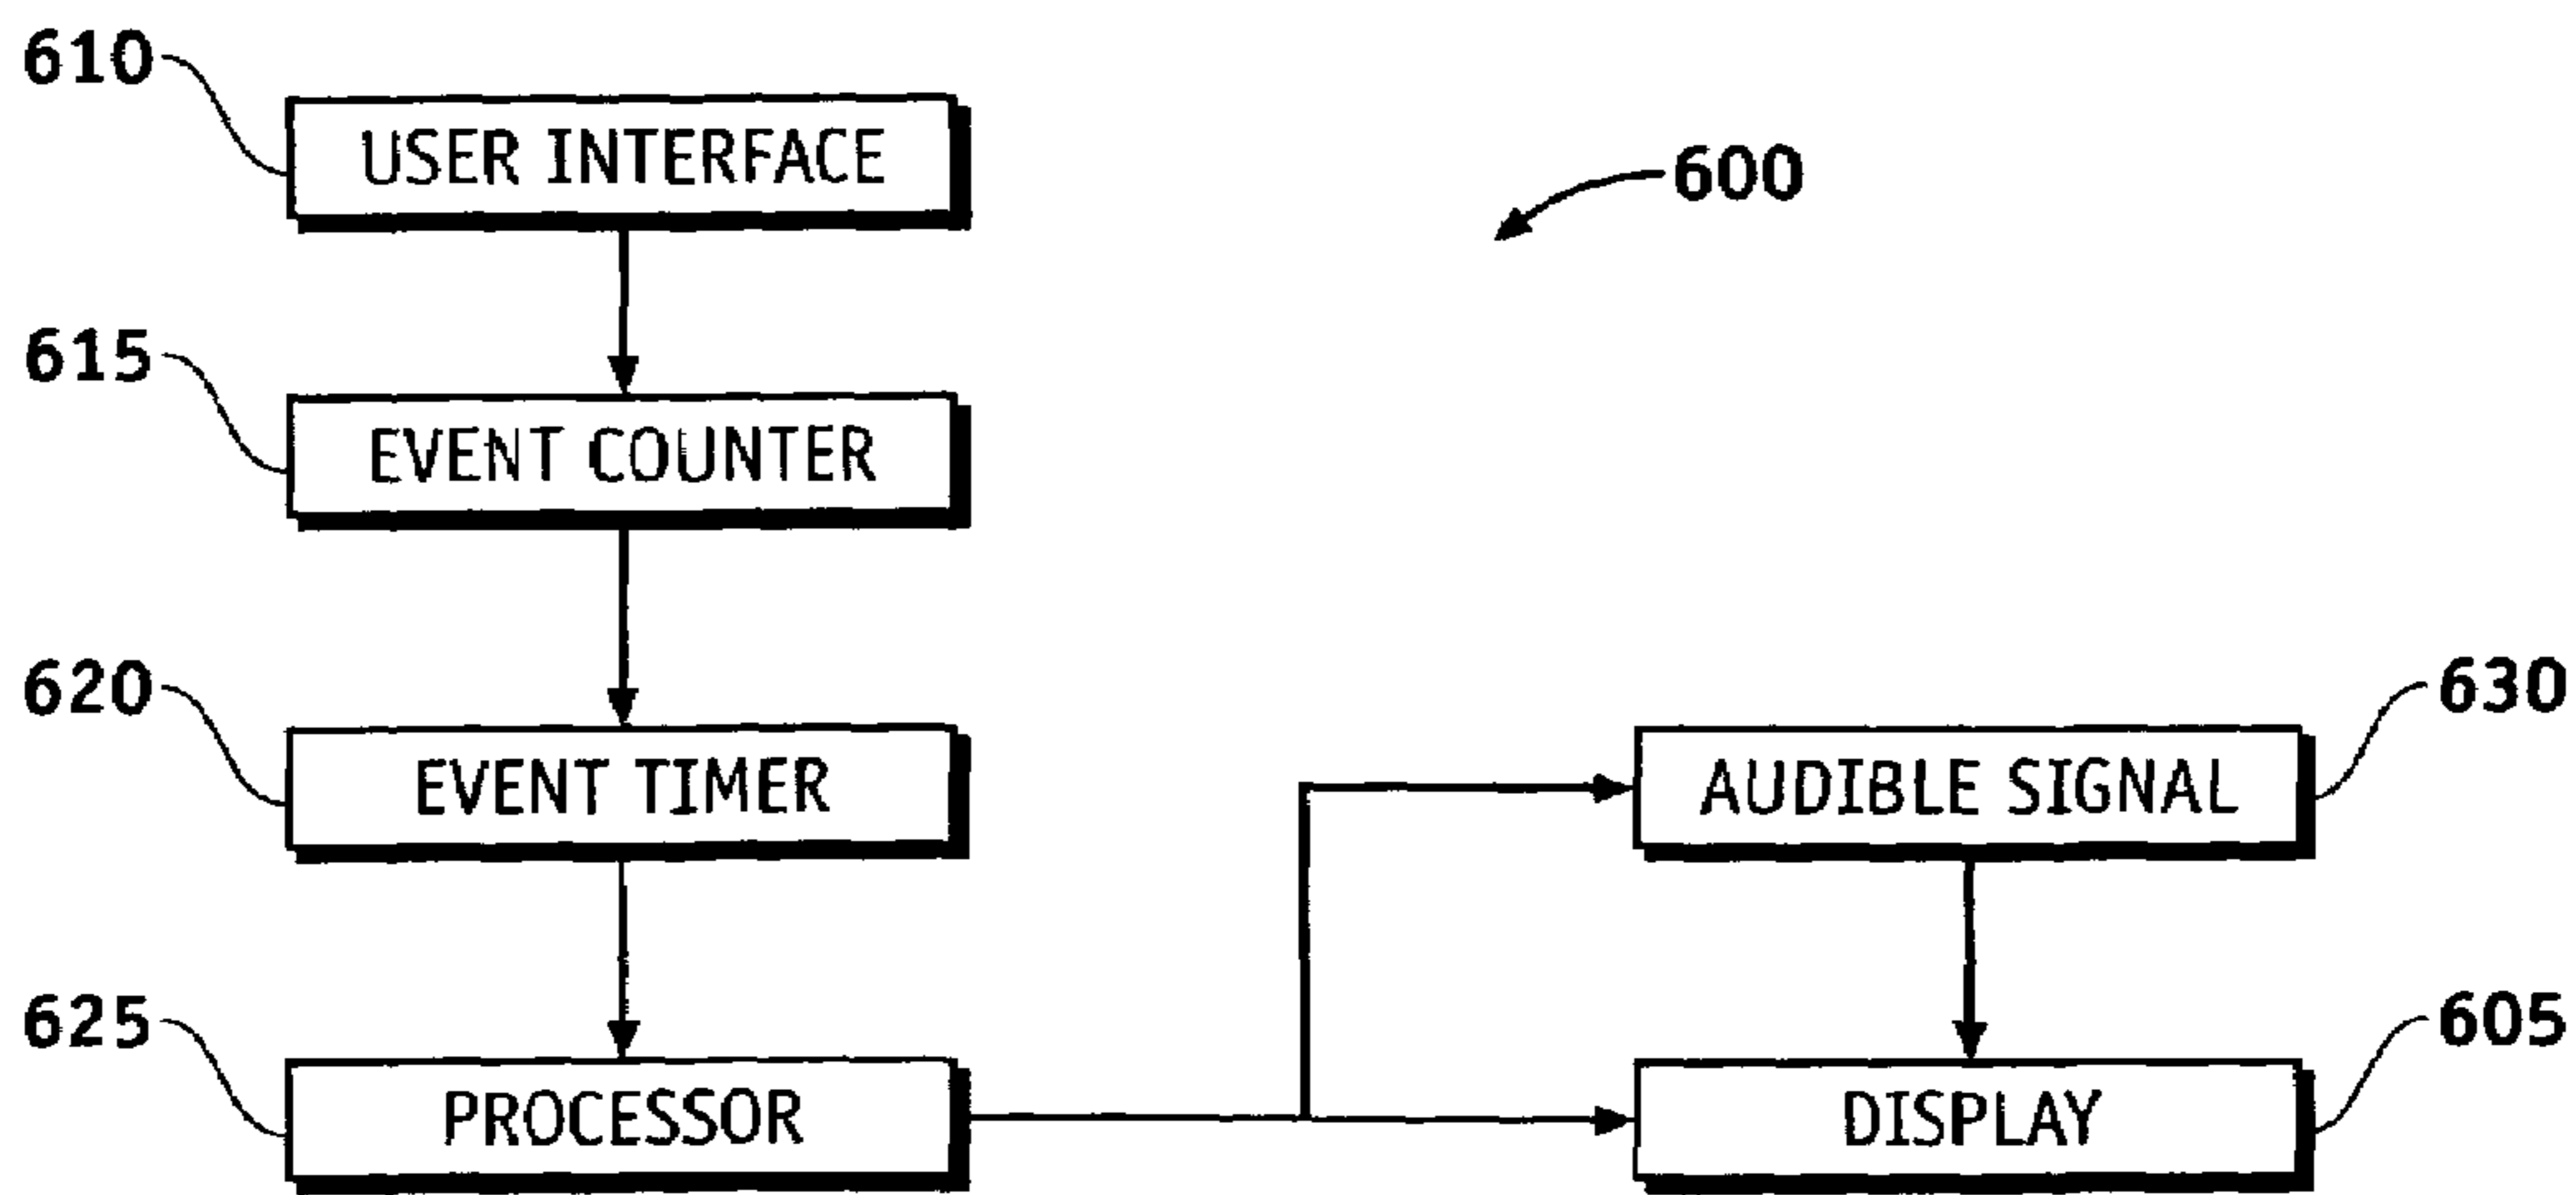 610
USER INTERFACE
600
615
EVENT COUNTER
620
EVENT TIMER
630
AUDIBLE SIGNAL
625
PROCESSOR
605
DISPLAY